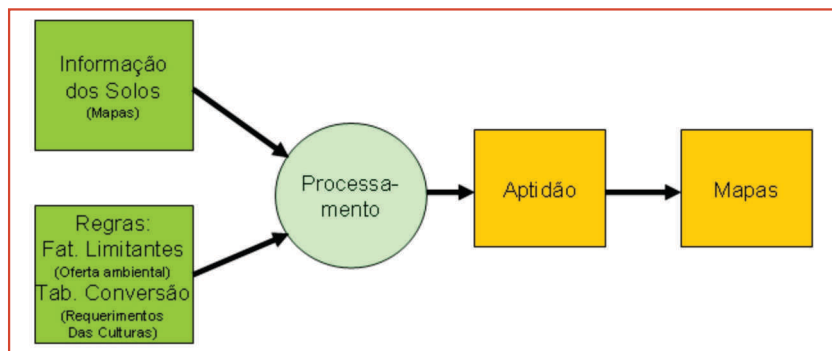 Informação
dos Solos
(Mapas)
Regras:
Fat. Limitantes
(Oferta ambiental)
Tab. Conversão
(Requerimentos
Das Culturas)
Processa-
mento
Aptidão
Mapas